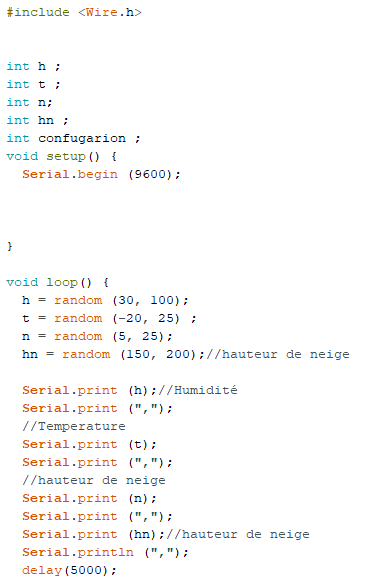 #include <Wire.h>
int h ;
int t ;
int n;
int hn ;
int confugarion ;
void setup() {
Serial.begin (9600);
}
void loop() {
h = random (30, 100);
t = random (-20, 25) ;
n = random (5, 25);
hn = random (150, 200);//hauteur de neige
Serial.print (h);//Humidité
Serial.print (",");
//Temperature
Serial.print (t);
Serial.print (",");
//hauteur de neige
Serial.print (n);
Serial.print (",");
Serial.print (hn);//hauteur de neige
Serial.println (",");
delay(5000);